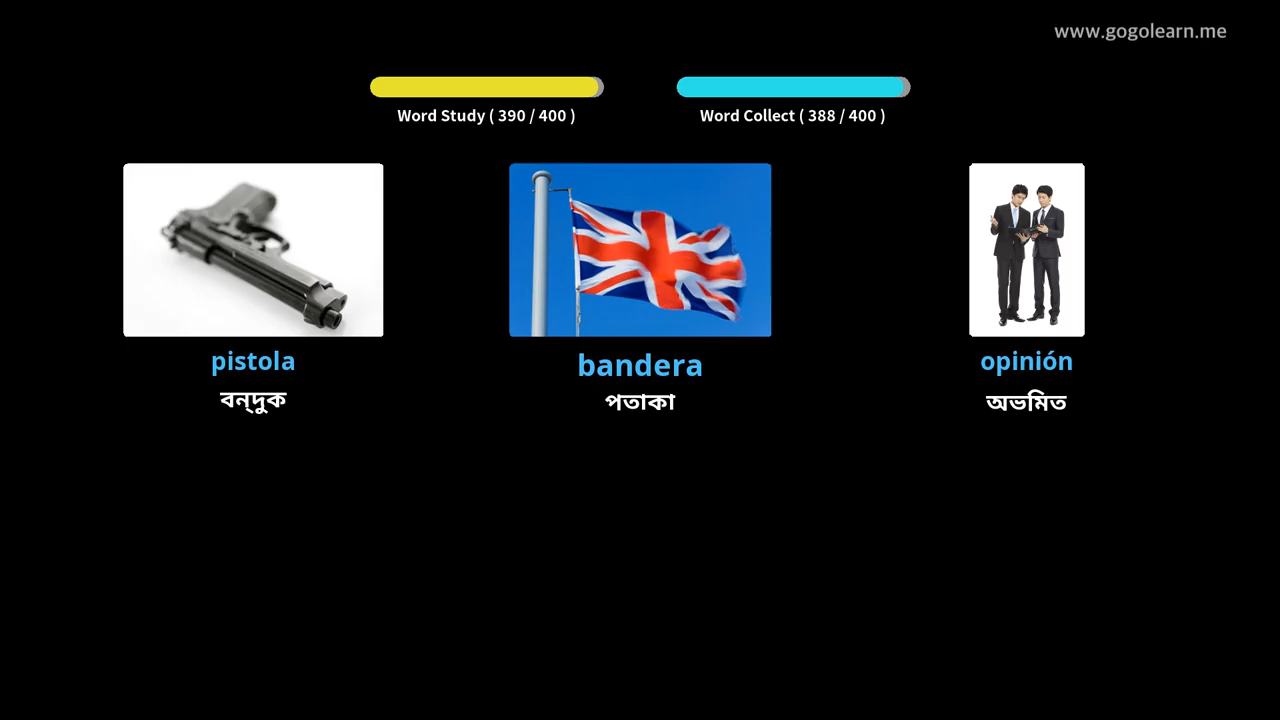 www.gogolearn.me
Word Study ( 390 / 400 )
Word Collect ( 388 / 400 )
pistola
bandera
opinión
বন্দুক
পতাকা
অভমিত